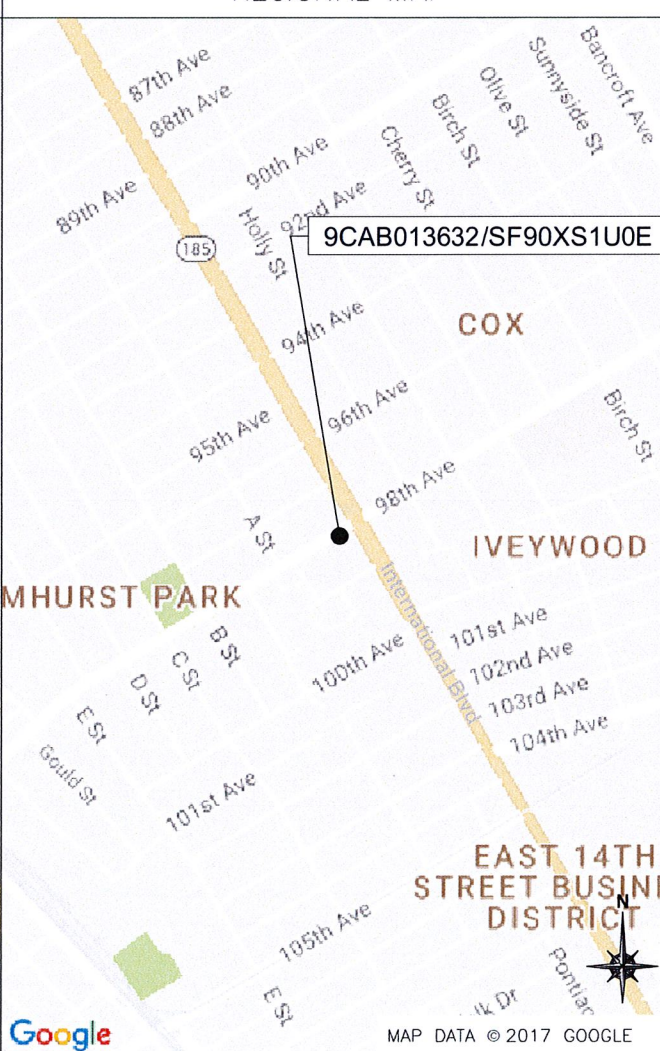 87th Ave
88th Ave
89th Ave
90th Ave
92nd Ave
Holly St
Cherry St
Birch St
Olive St
Sunnyside St
Bancroft Ave
185
9CAB013632/SF90XS1U0E
94th Ave
COX
95th Ave
96th Ave
Birch St
98th Ave
A St
IVEYWOOD
MHURST PARK
International Blvd
B St
C St
D St
E St
Gould St
100th Ave
101st Ave
102nd Ave
103rd Ave
104th Ave
101st Ave
EAST 14TH
STREET BUSINE
DISTRICT
N
105th Ave
E St
Pontiac
lk Dr
Google
MAP DATA © 2017 GOOGLE